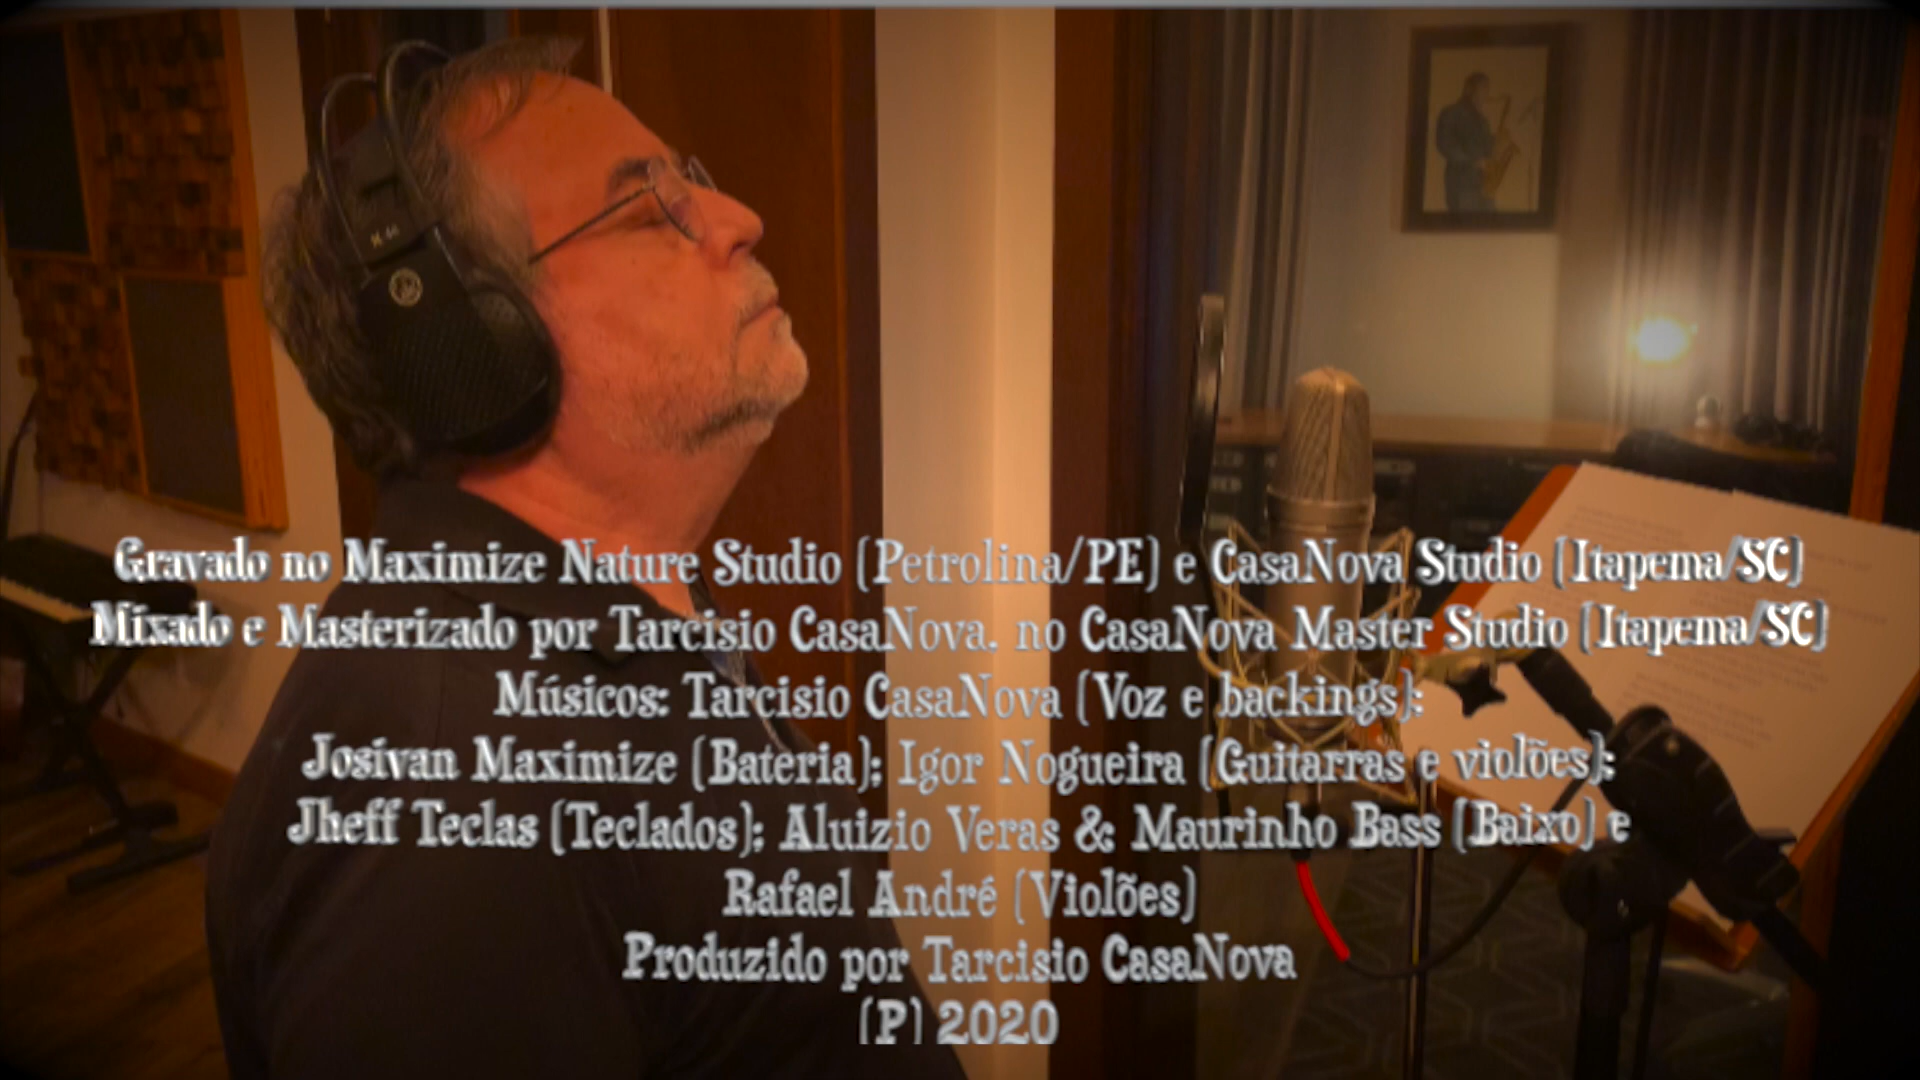 Gravado no Maximize Nature Studio (Petrolina/PE) e CasaNova Studio (Itapema/SC)
Mixado e Masterizado por Tarcisio CasaNova. no CasaNova Master Studio (Itapema/SC)
Músicos: Tarcisio CasaNova (Voz e backings);
Josivan Maximize (Bateria); Igor Nogueira (Guitarras e violões);
Jheff Teclas (Teclados); Aluizio Veras & Maurinho Bass (Baixo) e
Rafael André (Violões)
Produzido por Tarcisio CasaNova
(P) 2020